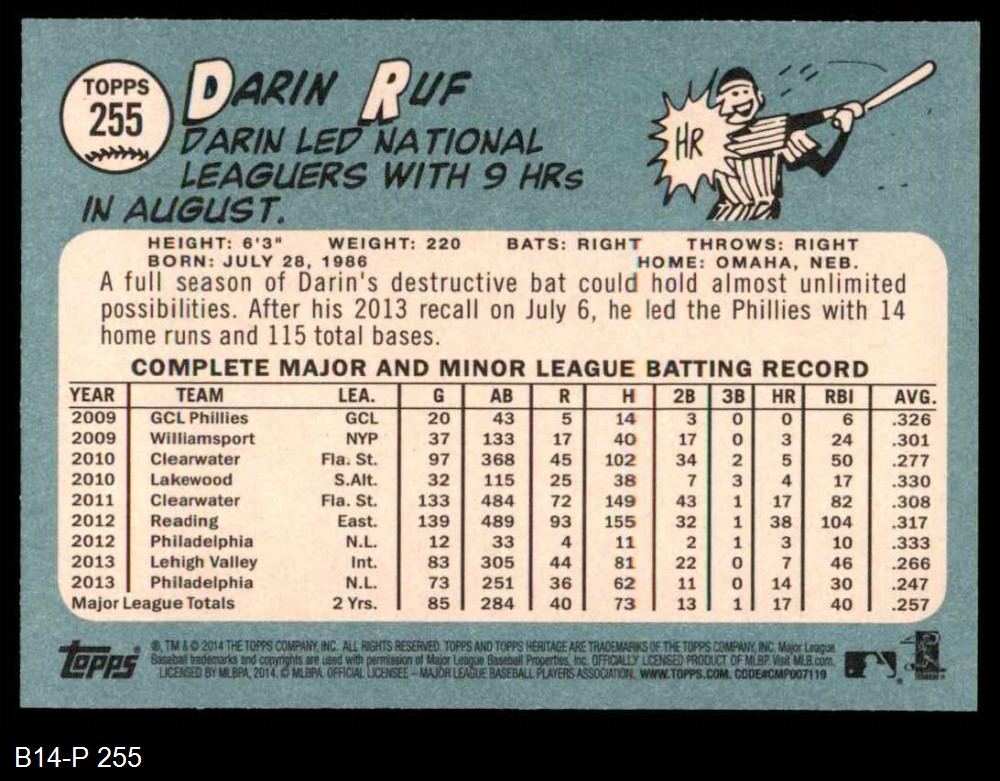 TOPPS
255
DARIN RUF
DARIN LED NATIONAL
LEAGUERS WITH 9 HRs
IN AUGUST.
HR
HEIGHT: 6'3" WEIGHT: 220 BATS: RIGHT THROWS: RIGHT
BORN: JULY 28, 1986 HOME: OMAHA, NEB.
A full season of Darin's destructive bat could hold almost unlimited
possibilities. After his 2013 recall on July 6, he led the Phillies with 14
home runs and 115 total bases.
COMPLETE MAJOR AND MINOR LEAGUE BATTING RECORD
YEAR TEAM LEA. G AB R H 2B 3B HR RBI AVG.
2009 GCL Phillies GCL 20 43 5 14 3 0 0 6 .326
2009 Williamsport NYP 37 133 17 40 17 0 3 24 .301
2010 Clearwater Fla. St. 97 368 45 102 34 2 5 50 .277
2010 Lakewood S.Alt. 32 115 25 38 7 3 4 17 .330
2011 Clearwater Fla. St. 133 484 72 149 43 1 17 82 .308
2012 Reading East. 139 489 93 155 32 1 38 104 .317
2012 Philadelphia N.L. 12 33 4 11 2 1 3 10 .333
2013 Lehigh Valley Int. 83 305 44 81 22 0 7 46 .266
2013 Philadelphia N.L. 73 251 36 62 11 0 14 30 .247
Major League Totals 2 Yrs. 85 284 40 73 13 1 17 40 .257
topps
®, TM & © 2014 THE TOPPS COMPANY, INC. ALL RIGHTS RESERVED. TOPPS AND TOPPS HERITAGE ARE TRADEMARKS OF THE TOPPS COMPANY, INC. Major League
Baseball trademarks and copyrights are used with permission of Major League Baseball Properties, Inc. OFFICIALLY LICENSED PRODUCT OF MLBP. Visit MLB.com.
LICENSED BY MLBPA, 2014. © MLBPA. OFFICIAL LICENSEE – MAJOR LEAGUE BASEBALL PLAYERS ASSOCIATION. WWW.TOPPS.COM. CODE#CMP007119
B14-P 255